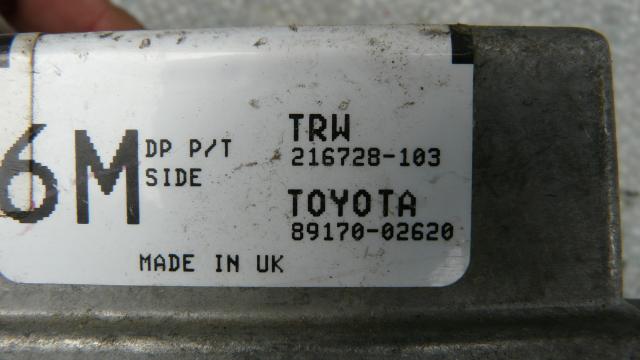 6M
DP P/T
SIDE
TRW
216728-103
TOYOTA
89170-02620
MADE IN UK